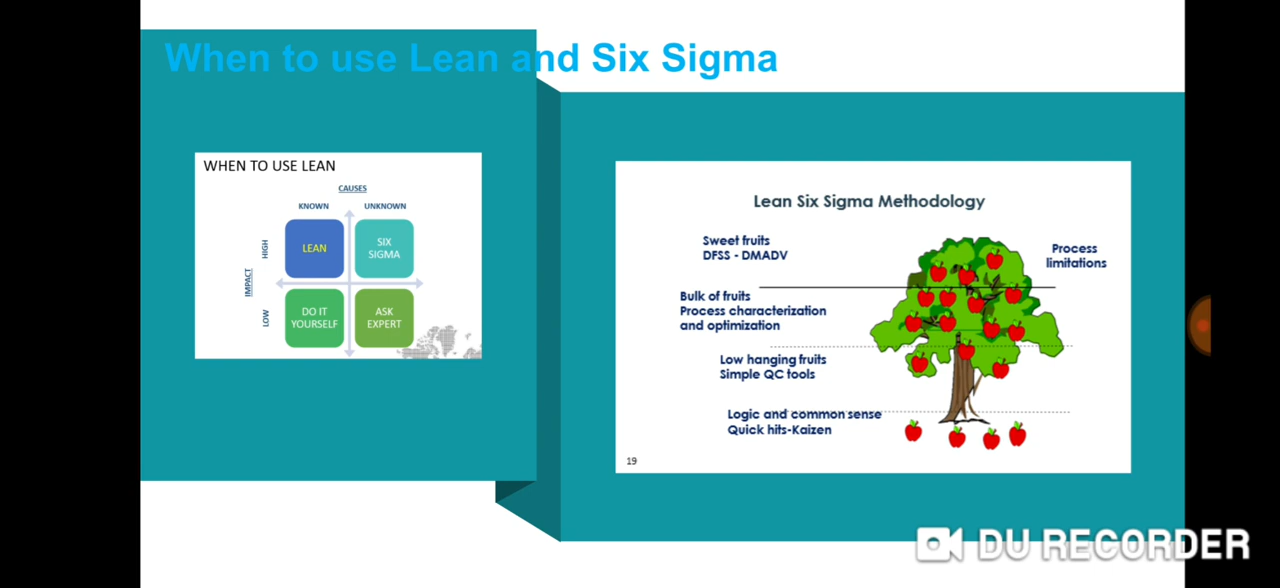 When to use Lean and Six Sigma
WHEN TO USE LEAN
CAUSES
KNOWN
UNKNOWN
IMPACT
HIGH
LEAN
SIX
SIGMA
LOW
DO IT
YOURSELF
ASK
EXPERT
Lean Six Sigma Methodology
Sweet fruits
DFSS - DMADV
Process
limitations
Bulk of fruits
Process characterization
and optimization
Low hanging fruits
Simple QC tools
Logic and common sense
Quick hits-Kaizen
19
DU RECORDER